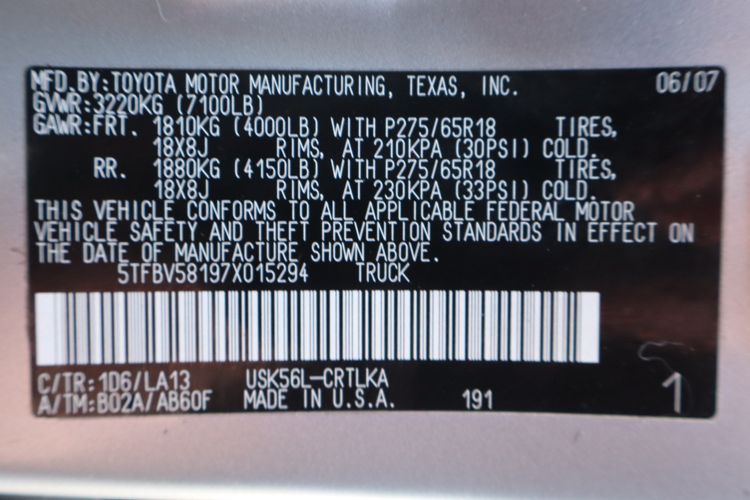 MFD.BY:TOYOTA MOTOR MANUFACTURING, TEXAS, INC. 06/07
GVWR:3220KG (7100LB)
GAWR:FRT. 1810KG (4000LB) WITH P275/65R18 TIRES,
18X8J RIMS, AT 210KPA (30PSI) COLD.
RR. 1880KG (4150LB) WITH P275/65R18 TIRES,
18X8J RIMS, AT 230KPA (33PSI) COLD.
THIS VEHICLE CONFORMS TO ALL APPLICABLE FEDERAL MOTOR
VEHICLE SAFETY AND THEFT PREVENTION STANDARDS IN EFFECT ON
THE DATE OF MANUFACTURE SHOWN ABOVE.
5TFBV58197X015294 TRUCK
C/TR:1D6/LA13 USK56L-CRTLKA
A/TM:B02A/AB60F MADE IN U.S.A. 191 1